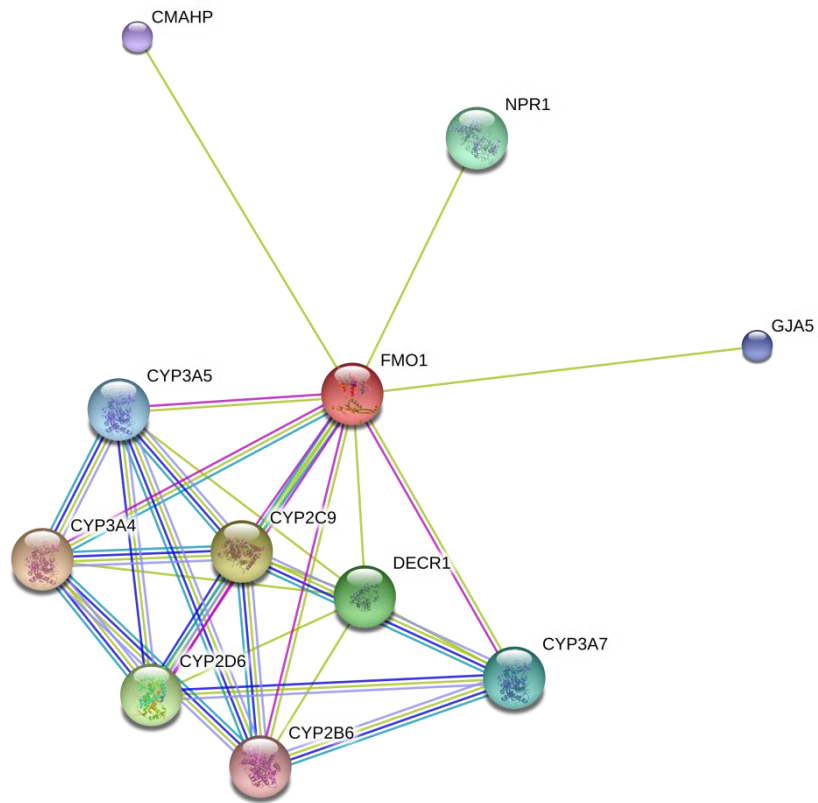 CMAHP
NPR1
GJA5
FMO1
CYP3A5
CYP2C9
CYP3A4
DECR1
CYP3A7
CYP2D6
CYP2B6